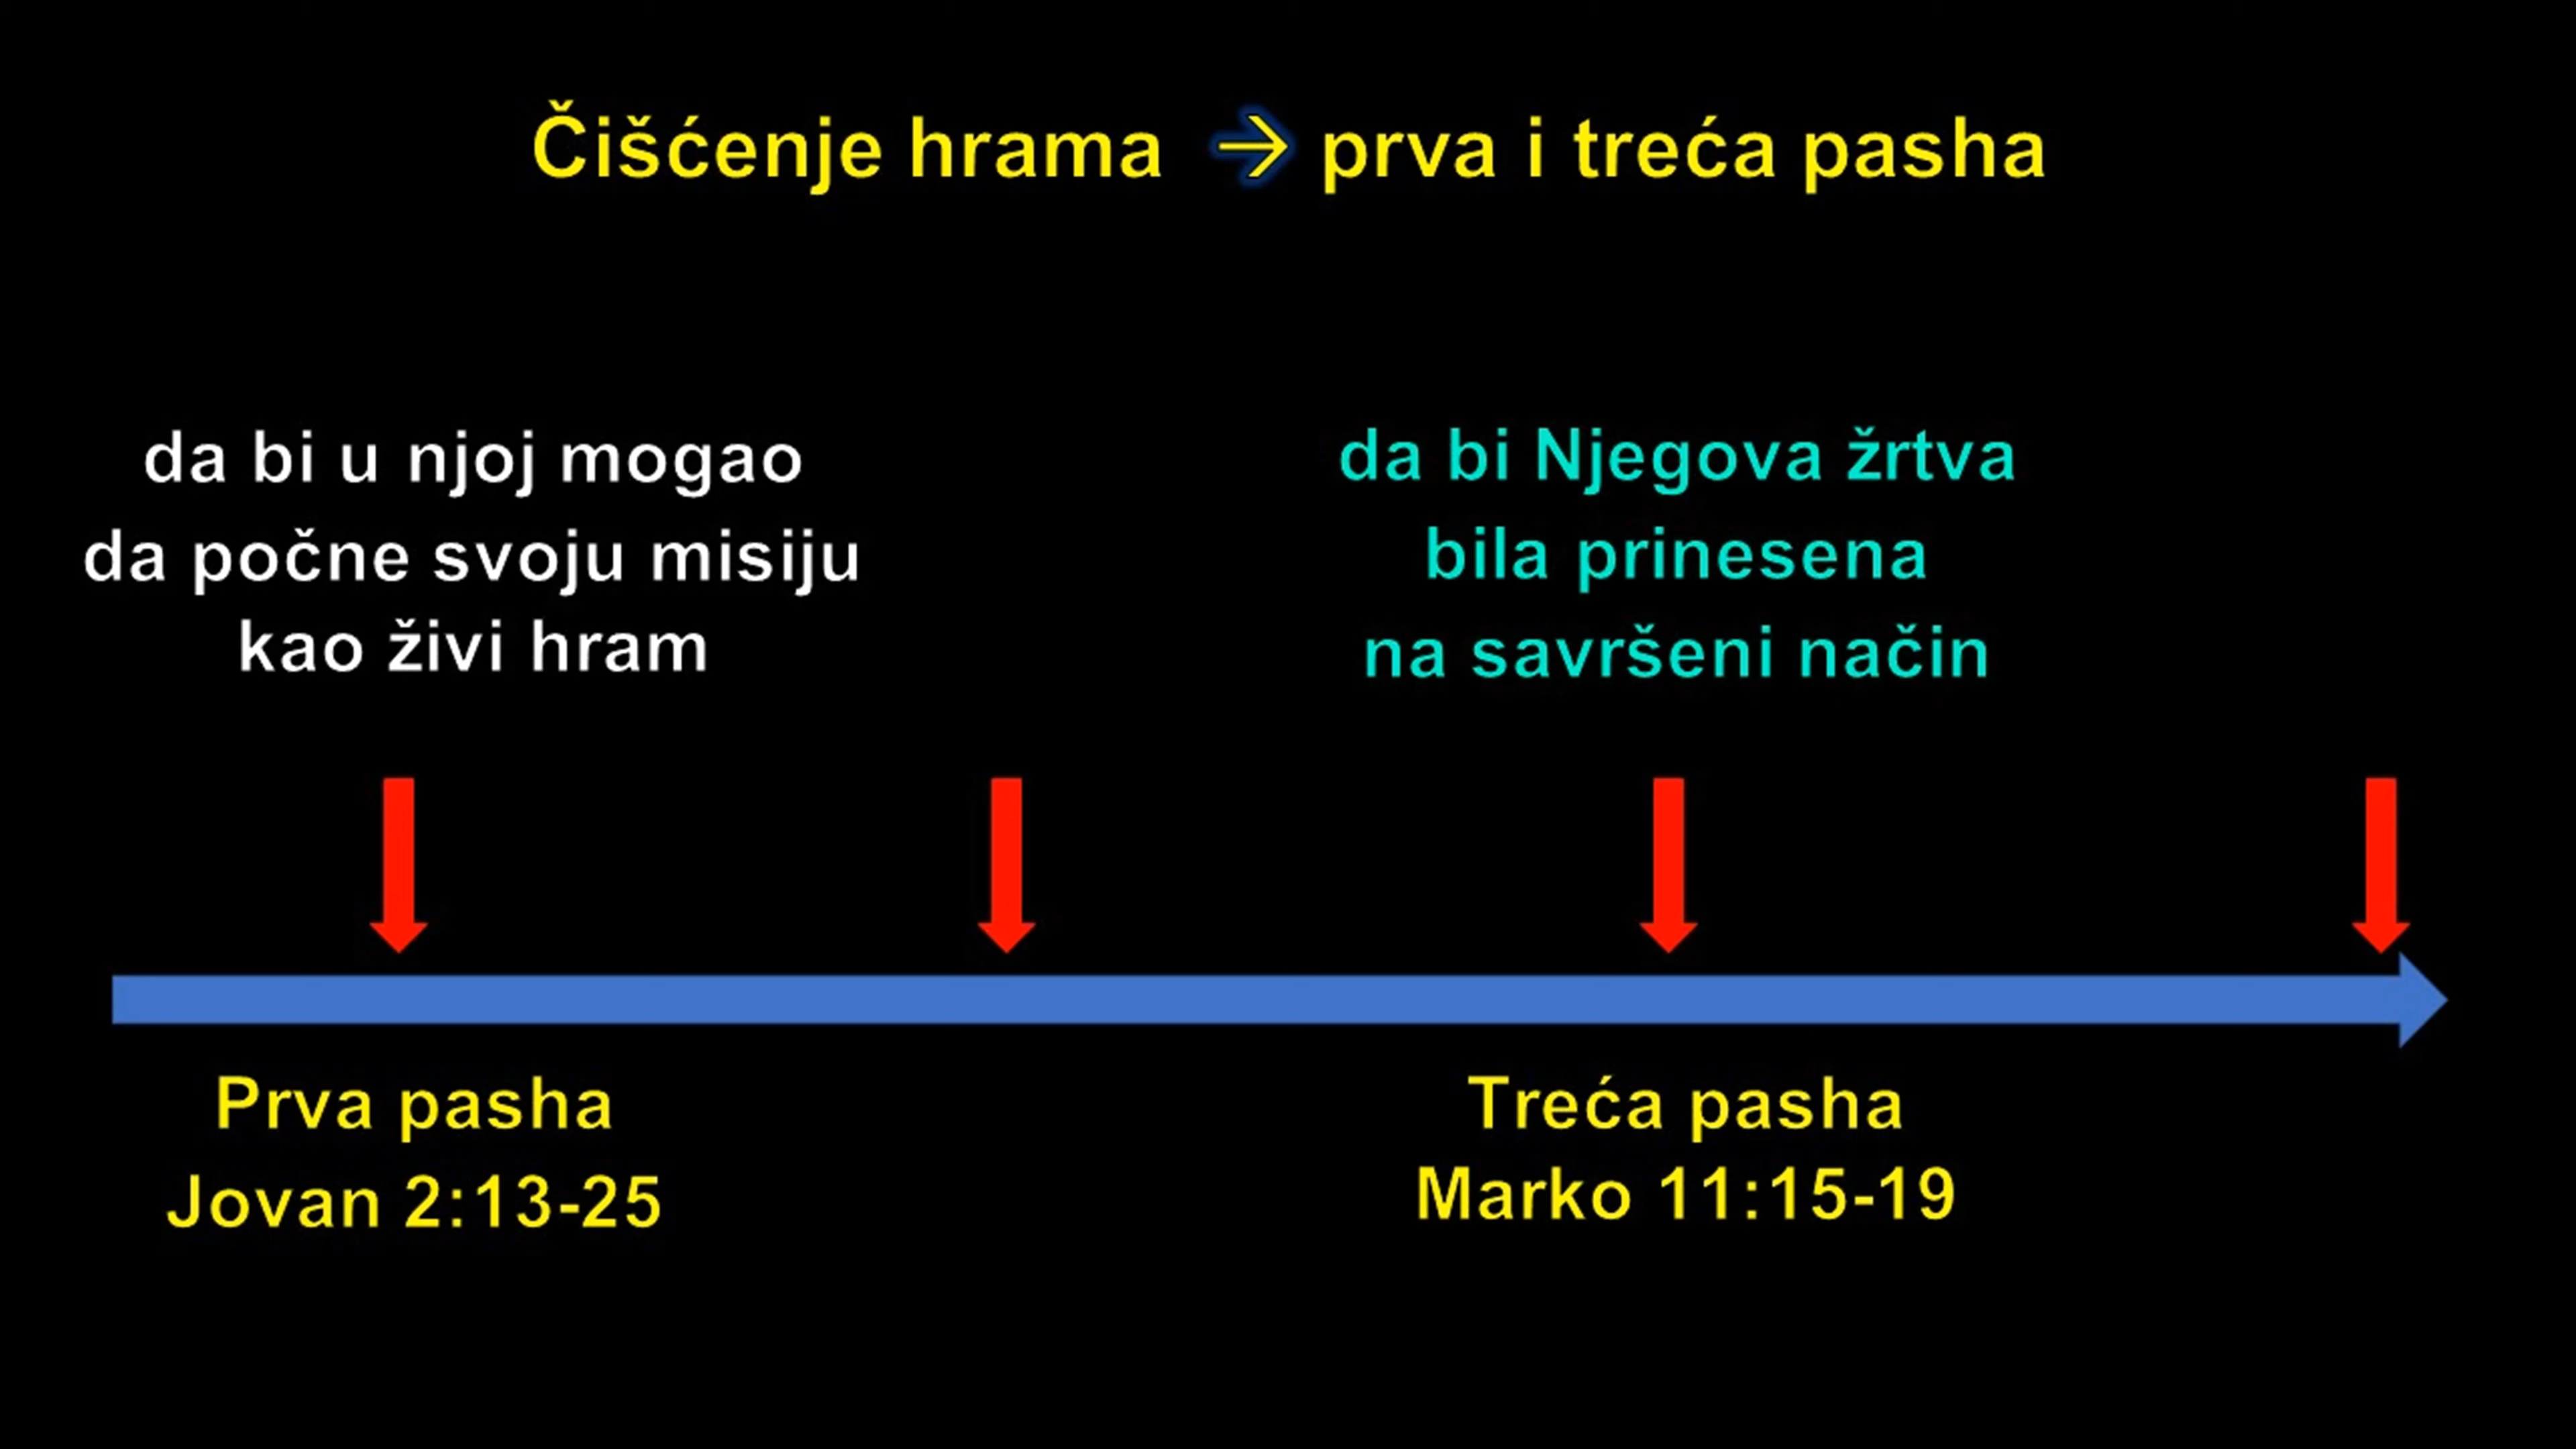 Čišćenje hrama → prva i treća pasha
da bi u njoj mogao
da počne svoju misiju
kao živi hram
da bi Njegova žrtva
bila prinesena
na savršeni način
Prva pasha
Jovan 2:13-25
Treća pasha
Marko 11:15-19